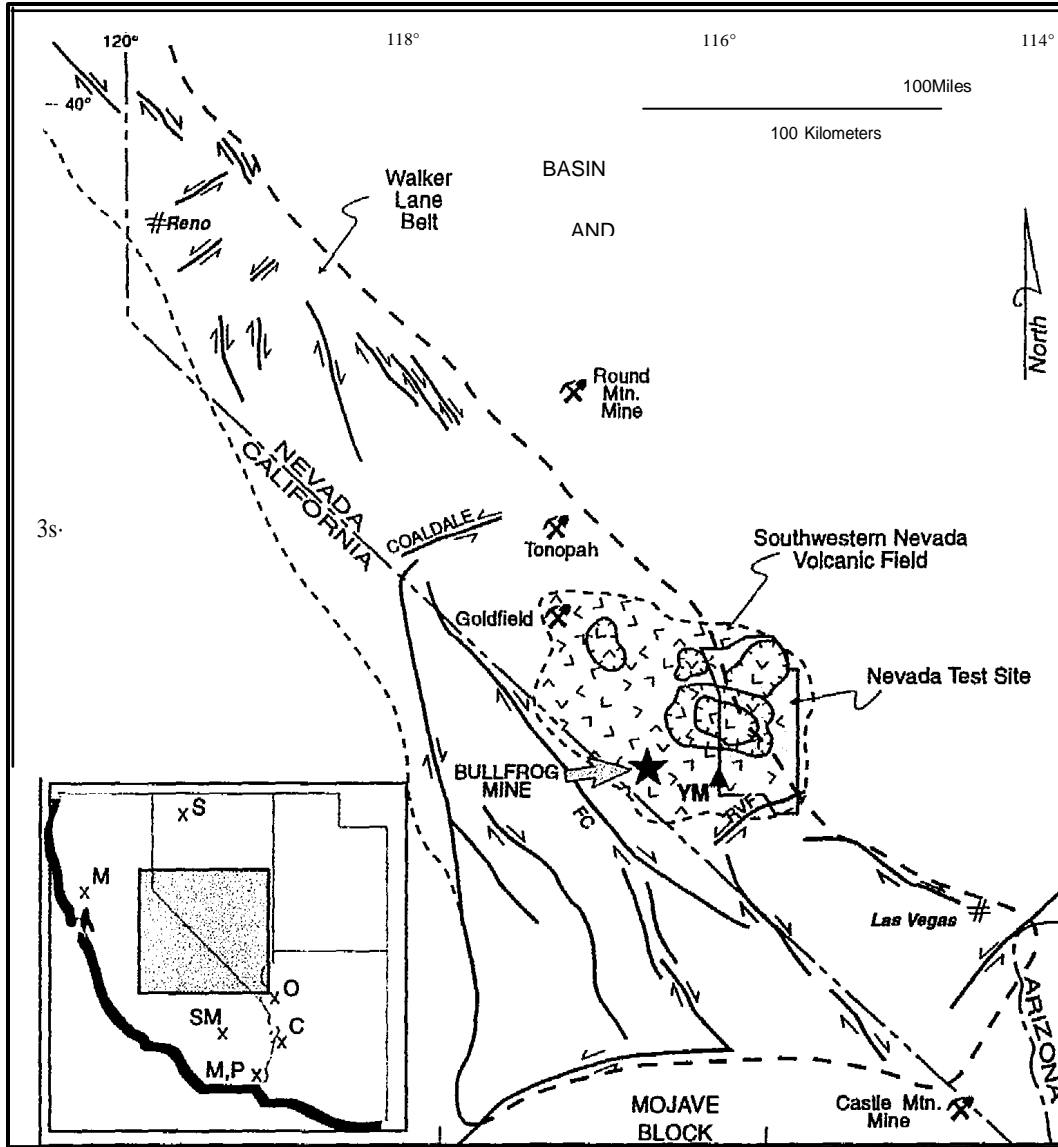 120°
118°
116°
114°
40°
100Miles
100 Kilometers
BASIN
AND
Walker
Lane
Belt
#Reno
North
Round
Mtn.
Mine
NEVADA
CALIFORNIA
3s·
COALDALE
Tonopah
Southwestern Nevada
Volcanic Field
Goldfield
Nevada Test Site
BULLFROG
MINE
YM
FC
RVF
Las Vegas
#
ARIZONA
Castle Mtn.
Mine
MOJAVE
BLOCK
S
M
O
SM
C
M,P